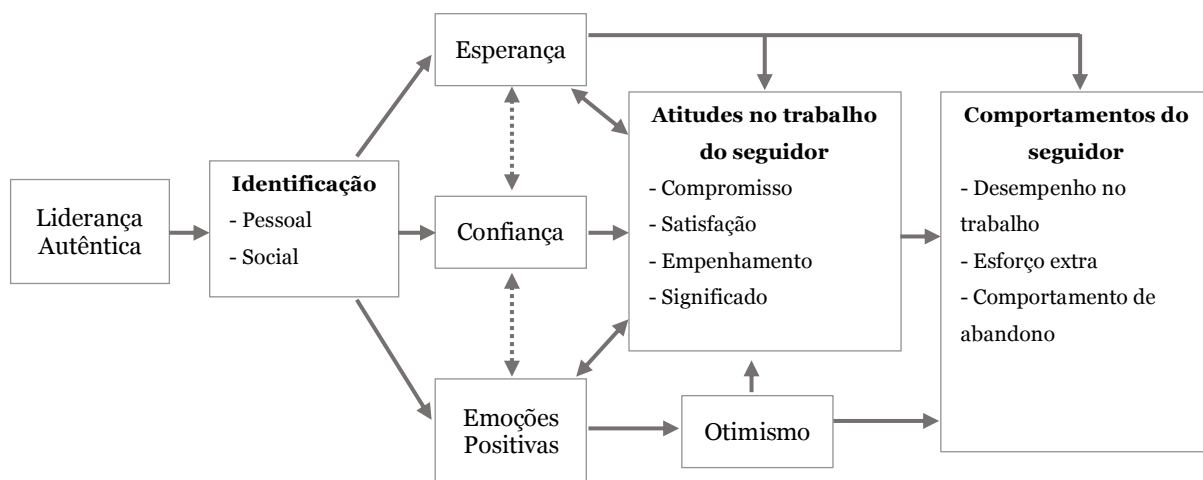 Liderança
Autêntica
Identificação
- Pessoal
- Social
Esperança
Confiança
Emoções
Positivas
Atitudes no trabalho
do seguidor
- Compromisso
- Satisfação
- Empenhamento
- Significado
Otimismo
Comportamentos do
seguidor
- Desempenho no
trabalho
- Esforço extra
- Comportamento de
abandono